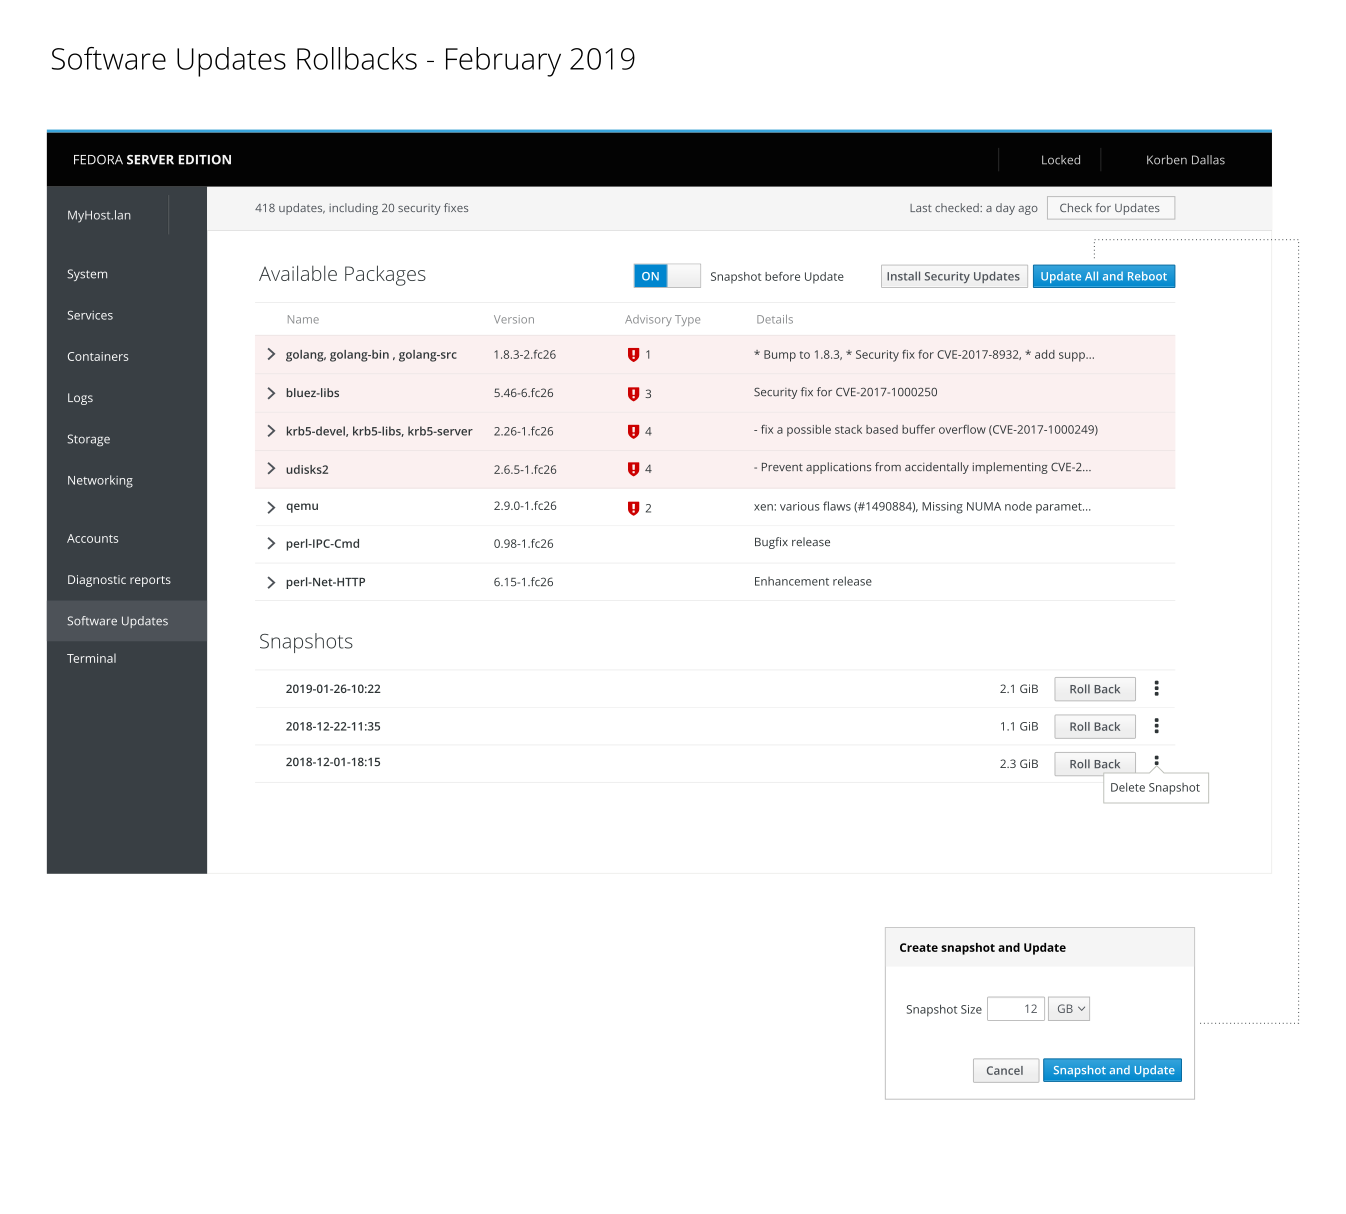 Software Updates Rollbacks - February 2019
FEDORA SERVER EDITION
Locked
Korben Dallas
MyHost.lan
418 updates, including 20 security fixes
Last checked: a day ago
Check for Updates
System
Services
Containers
Logs
Storage
Networking
Accounts
Diagnostic reports
Software Updates
Terminal
Available Packages
ON
Snapshot before Update
Install Security Updates
Update All and Reboot
Name Version Advisory Type Details
golang, golang-bin , golang-src 1.8.3-2.fc26 1 * Bump to 1.8.3, * Security fix for CVE-2017-8932, * add supp...
bluez-libs 5.46-6.fc26 3 Security fix for CVE-2017-1000250
krb5-devel, krb5-libs, krb5-server 2.26-1.fc26 4 - fix a possible stack based buffer overflow (CVE-2017-1000249)
udisks2 2.6.5-1.fc26 4 - Prevent applications from accidentally implementing CVE-2...
qemu 2.9.0-1.fc26 2 xen: various flaws (#1490884), Missing NUMA node paramet...
perl-IPC-Cmd 0.98-1.fc26 Bugfix release
perl-Net-HTTP 6.15-1.fc26 Enhancement release
Snapshots
2019-01-26-10:22 2.1 GiB Roll Back
2018-12-22-11:35 1.1 GiB Roll Back
2018-12-01-18:15 2.3 GiB Roll Back
Delete Snapshot
Create snapshot and Update
Snapshot Size 12 GB
Cancel
Snapshot and Update